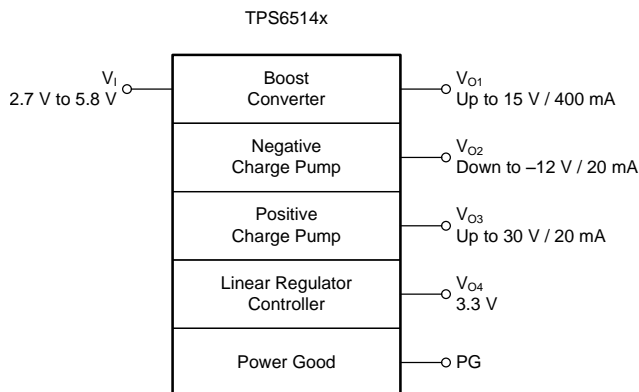 TPS6514x
V_I
2.7 V to 5.8 V
Boost
Converter
V_O1
Up to 15 V / 400 mA
Negative
Charge Pump
V_O2
Down to –12 V / 20 mA
Positive
Charge Pump
V_O3
Up to 30 V / 20 mA
Linear Regulator
Controller
V_O4
3.3 V
Power Good
PG